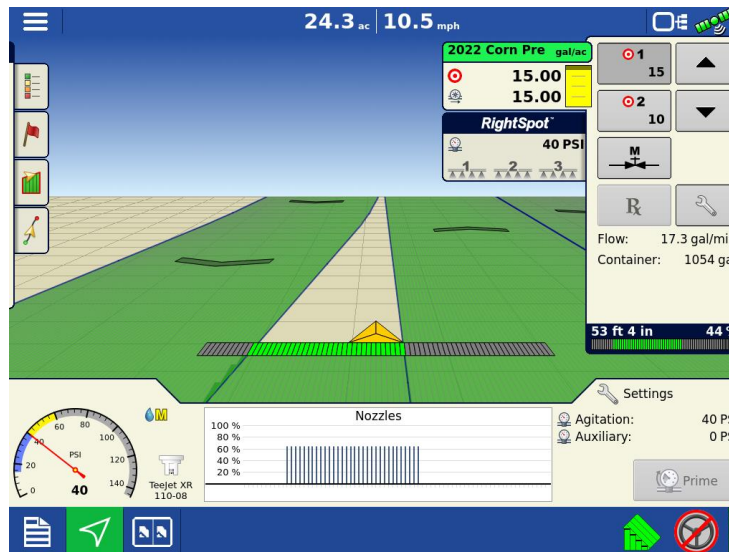 24.3 ac 10.5 mph
2022 Corn Pre gal/ac
15.00
15.00
RightSpot™
40 PSI
1 2 3
1
15
2
10
M
Rx
Flow: 17.3 gal/mi
Container: 1054 ga
53 ft 4 in 44 %
Settings
Agitation: 40 PS
Auxiliary: 0 PS
Prime
0 20 40 60 80 100 120 140
PSI
40
M
TeeJet XR
110-08
Nozzles
100 %
80 %
60 %
40 %
20 %